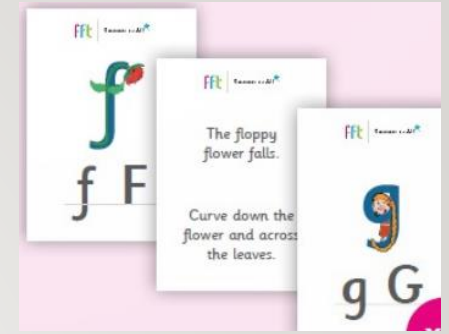 fft
f F
fft
The floppy
flower falls.
Curve down the
flower and across
the leaves.
fft
g G